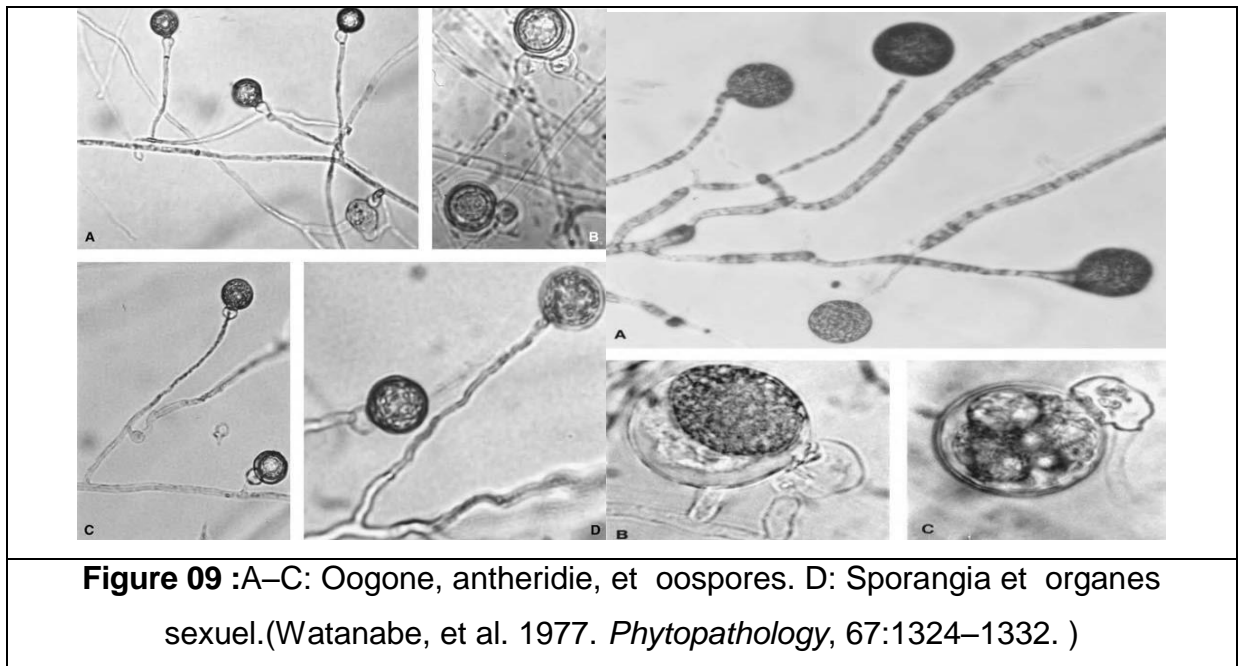 A
B
A
C
D
B
C
Figure 09 :A–C: Oogone, antheridie, et oospores. D: Sporangia et organes
sexuel.(Watanabe, et al. 1977. Phytopathology, 67:1324–1332. )